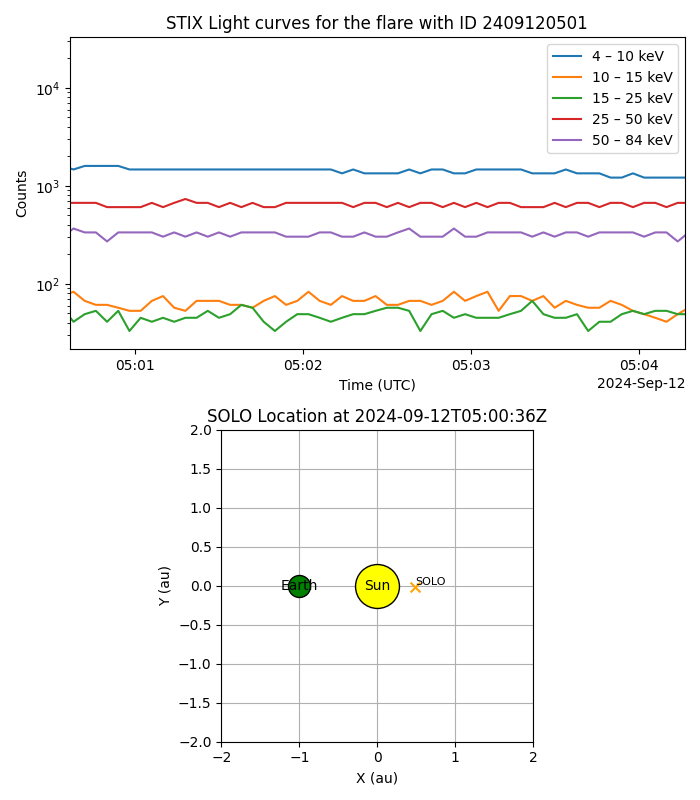 STIX Light curves for the flare with ID 2409120501
4 – 10 keV
10 – 15 keV
15 – 25 keV
25 – 50 keV
50 – 84 keV
10⁴
10³
10²
Counts
05:01 05:02 05:03 05:04
Time (UTC)
2024-Sep-12
SOLO Location at 2024-09-12T05:00:36Z
2.0
1.5
1.0
0.5
0.0
−0.5
−1.0
−1.5
−2.0
Y (au)
Earth
Sun
SOLO
−2 −1 0 1 2
X (au)